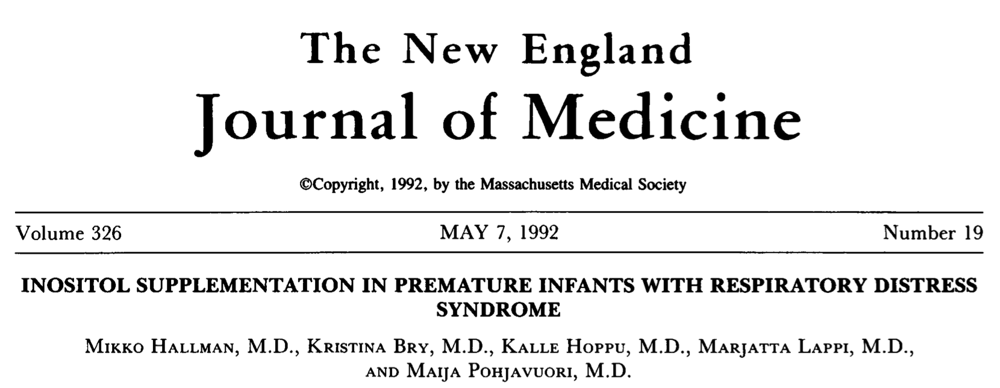 The New England
Journal of Medicine
©Copyright, 1992, by the Massachusetts Medical Society
Volume 326 MAY 7, 1992 Number 19
INOSITOL SUPPLEMENTATION IN PREMATURE INFANTS WITH RESPIRATORY DISTRESS
SYNDROME
MIKKO HALLMAN, M.D., KRISTINA BRY, M.D., KALLE HOPPU, M.D., MARJATTA LAPPI, M.D.,
AND MAIJA POHJAVUORI, M.D.